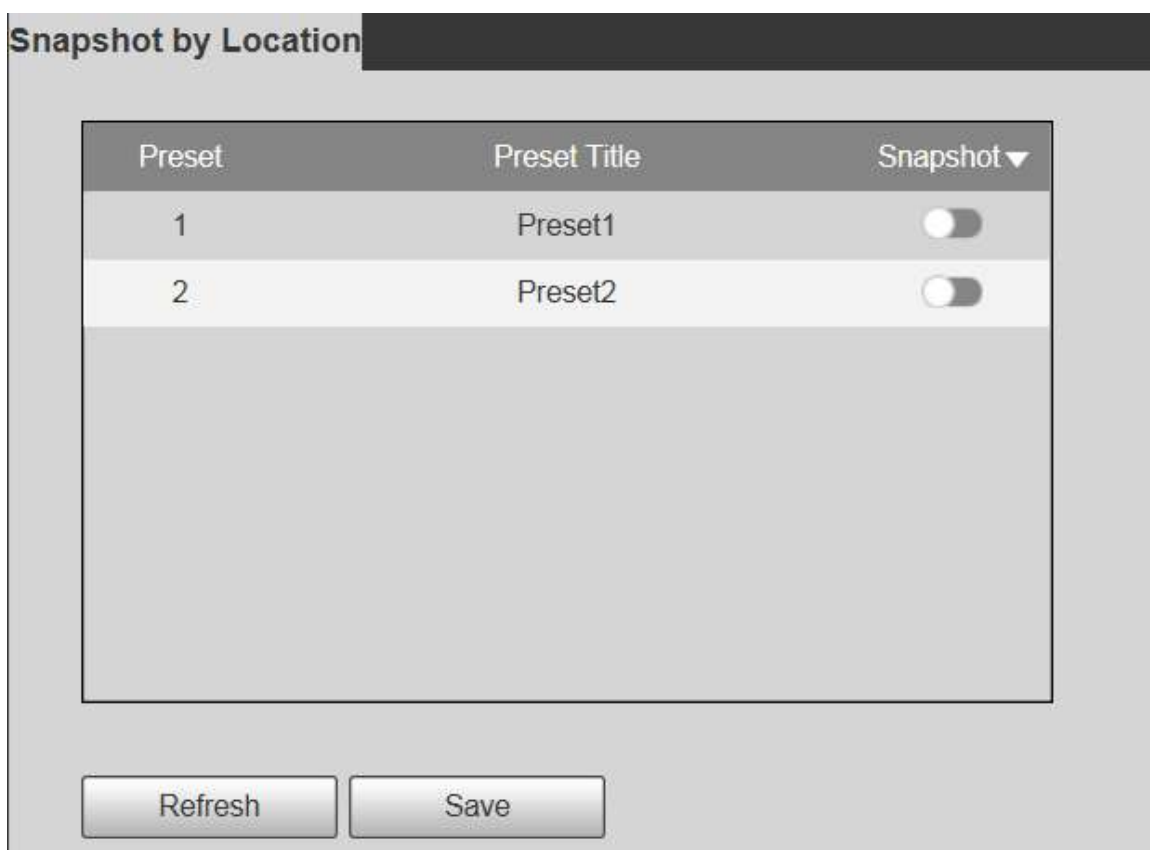 Snapshot by Location
Preset Preset Title Snapshot
1 Preset1
2 Preset2
Refresh Save